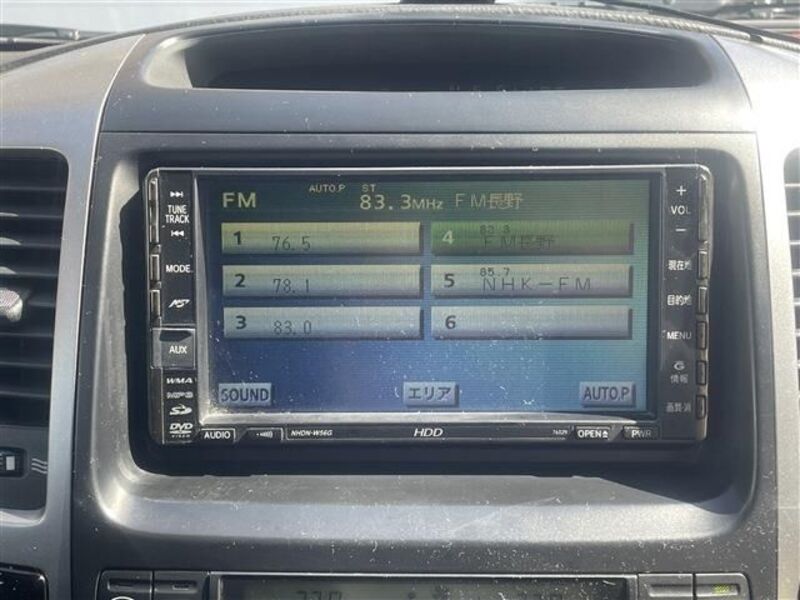 FM AUTO.P ST 83.3MHz FM長野
1 76.5
4 83.3 FM長野
2 78.1
5 85.7 NHK-FM
3 83.0
6
SOUND エリア AUTO.P
TUNE
TRACK
MODE
AST
AUX
WMA
MP3
SD
DVD
VIDEO
+
VOL
-
現在地
目的地
MENU
G
情報
画質・消
AUDIO NHDN-W56G HDD OPEN PWR